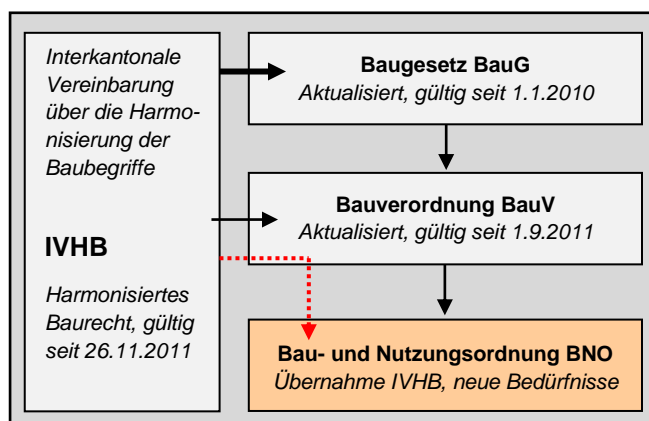 Interkantonale
Vereinbarung
über die Harmo-
nisierung der
Baubegriffe
IVHB
Harmonisiertes
Baurecht, gültig
seit 26.11.2011
Baugesetz BauG
Aktualisiert, gültig seit 1.1.2010
Bauverordnung BauV
Aktualisiert, gültig seit 1.9.2011
Bau- und Nutzungsordnung BNO
Übernahme IVHB, neue Bedürfnisse